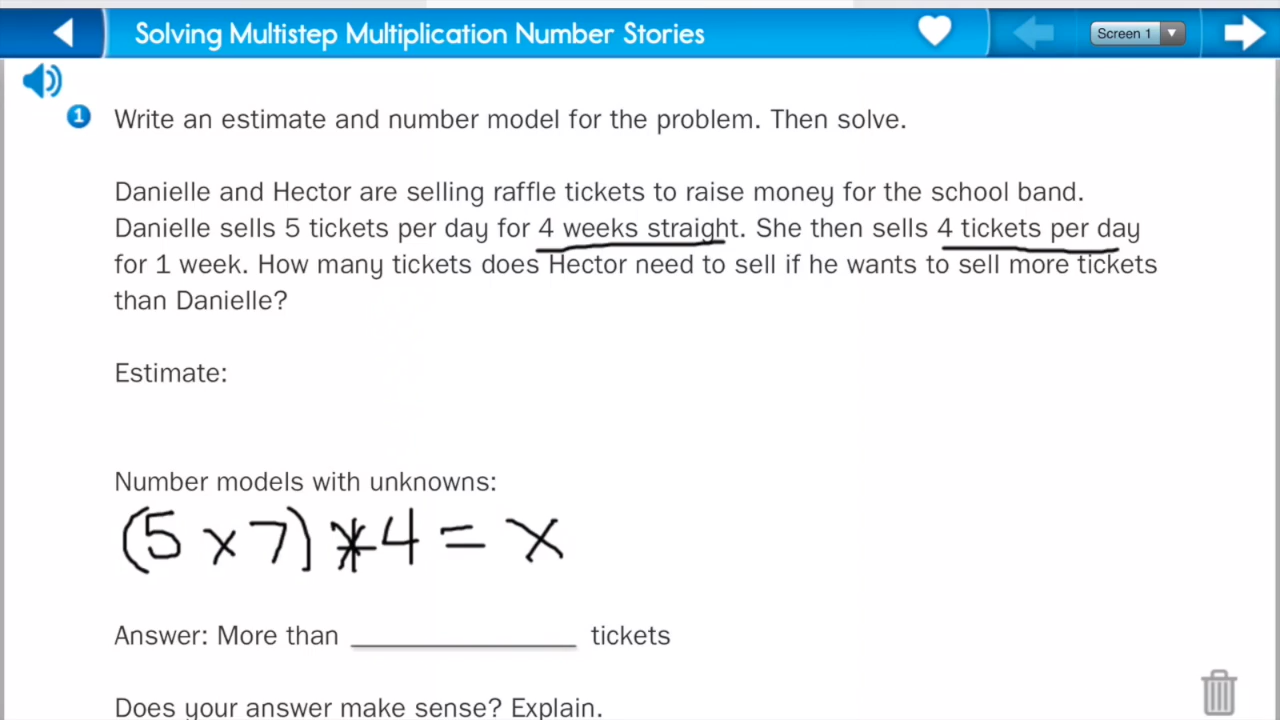 Solving Multistep Multiplication Number Stories
Screen 1
1 Write an estimate and number model for the problem. Then solve.
Danielle and Hector are selling raffle tickets to raise money for the school band.
Danielle sells 5 tickets per day for 4 weeks straight. She then sells 4 tickets per day
for 1 week. How many tickets does Hector need to sell if he wants to sell more tickets
than Danielle?
Estimate:
Number models with unknowns:
(5 x 7) * 4 = x
Answer: More than ______________ tickets
Does your answer make sense? Explain.